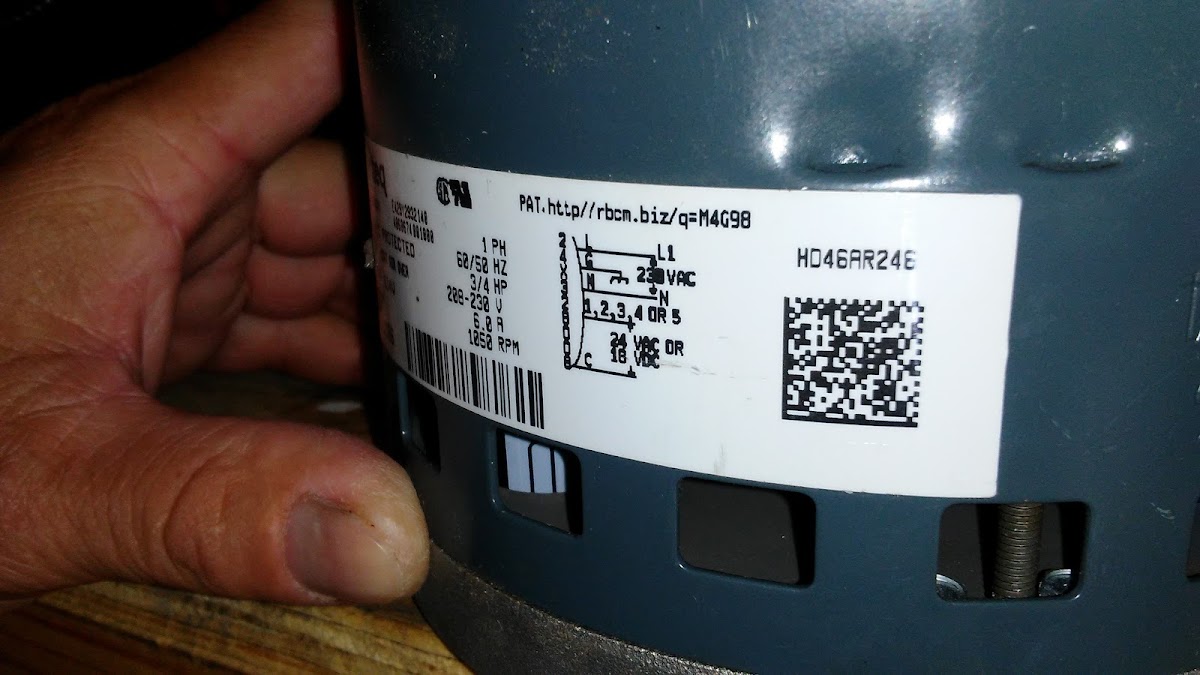 PAT.http//rbcm.biz/q=M4G98
HD46AR246
1 PH
60/50 HZ
3/4 HP
208-230 V
6.0 A
1050 RPM
L
G
N
L1
VAC
N
1,2,3,4 OR 5
24 VAC OR
18 VDC
C